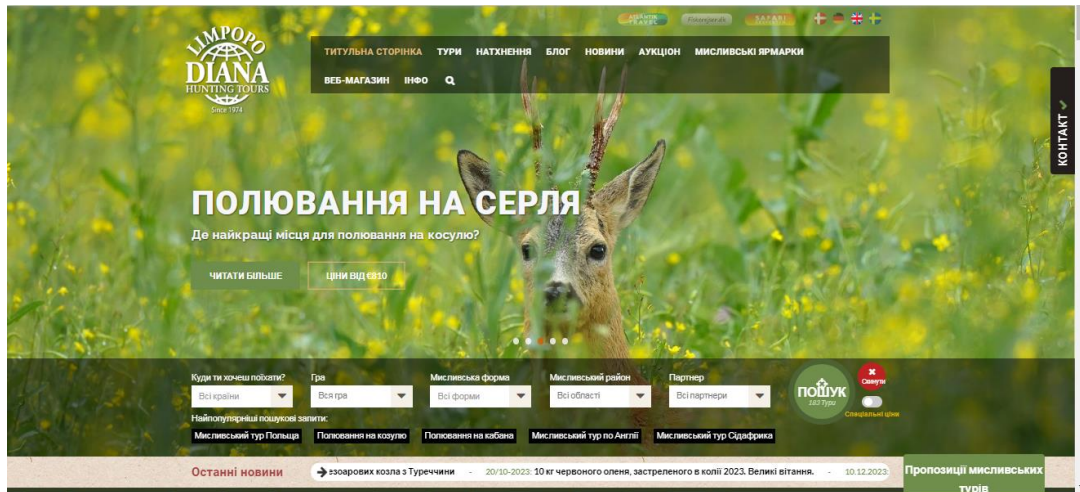 LIMPOPO
DIANA
HUNTING TOURS
Since 1974
ATLANTIK
TRAVEL
SAFARI
ТИТУЛЬНА СТОРІНКА ТУРИ НАТХНЕННЯ БЛОГ НОВИНИ АУКЦІОН МИСЛИВСЬКІ ЯРМАРКИ
ВЕБ-МАГАЗИН ІНФО
КОНТАКТ
ПОЛЮВАННЯ НА СЕРЛЯ
Де найкращі місця для полювання на косулю?
ЧИТАТИ БІЛЬШЕ ЦІНИ ВІД €810
Куди ти хочеш поїхати? Гра Мисливська форма Мисливський район Партнер
Всі країни Вся гра Всі форми Всі області Всі партнери
ПОШУК
182 Тури
Скинути
Спеціальні ціни
Найпопулярніші пошукові запити:
Мисливський тур Польща Полювання на козулю Полювання на кабана Мисливський тур по Англії Мисливський тур Сідафрика
Останні новини езоарових козла з Туреччини - 20/10-2023: 10 кг червоного оленя, застреленого в колії 2023. Великі вітання. - 10.12.2023
Пропозиції мисливських
турів